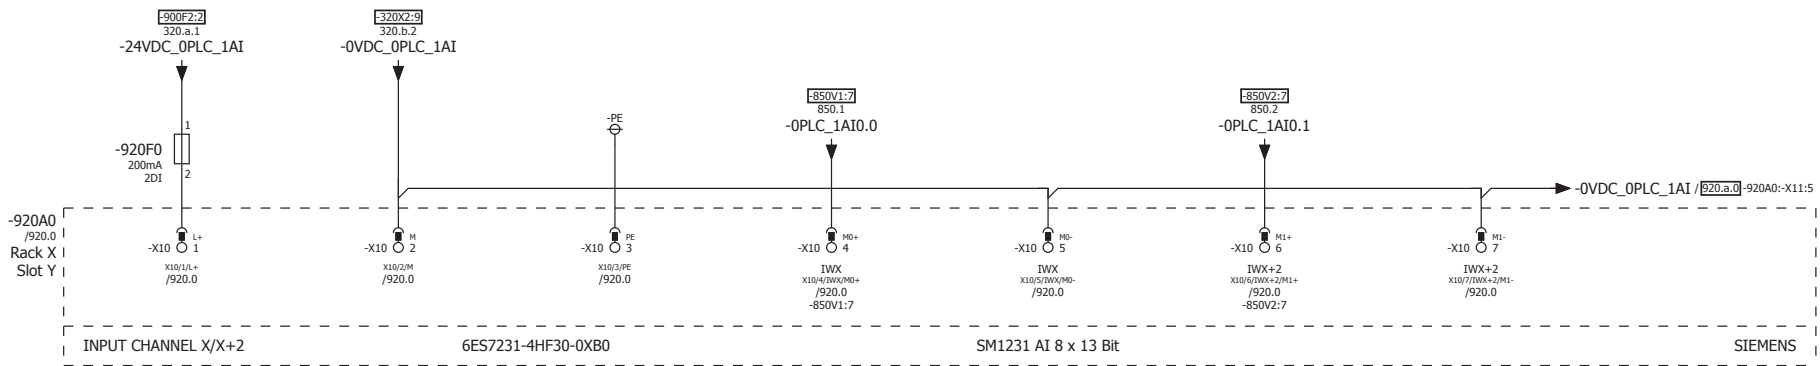 -900F2:2
320.a.1
-24VDC_0PLC_1AI
-320X2:9
320.b.2
-0VDC_0PLC_1AI
-850V1:7
850.1
-0PLC_1AI0.0
-850V2:7
850.2
-0PLC_1AI0.1
-PE
1
-920F0
200mA
2DI
2
-0VDC_0PLC_1AI / 920.a.0 -920A0:-X11:5
-920A0
/920.0
Rack X
Slot Y
L+
-X10 1
X10/1/L+
/920.0
M
-X10 2
X10/2/M
/920.0
PE
-X10 3
X10/3/PE
/920.0
M0+
-X10 4
IWX
X10/4/IWX/M0+
/920.0
-850V1:7
M0-
-X10 5
IWX
X10/5/IWX/M0-
/920.0
M1+
-X10 6
IWX+2
X10/6/IWX+2/M1+
/920.0
-850V2:7
M1-
-X10 7
IWX+2
X10/7/IWX+2/M1-
/920.0
INPUT CHANNEL X/X+2 6ES7231-4HF30-0XB0 SM1231 AI 8 x 13 Bit SIEMENS